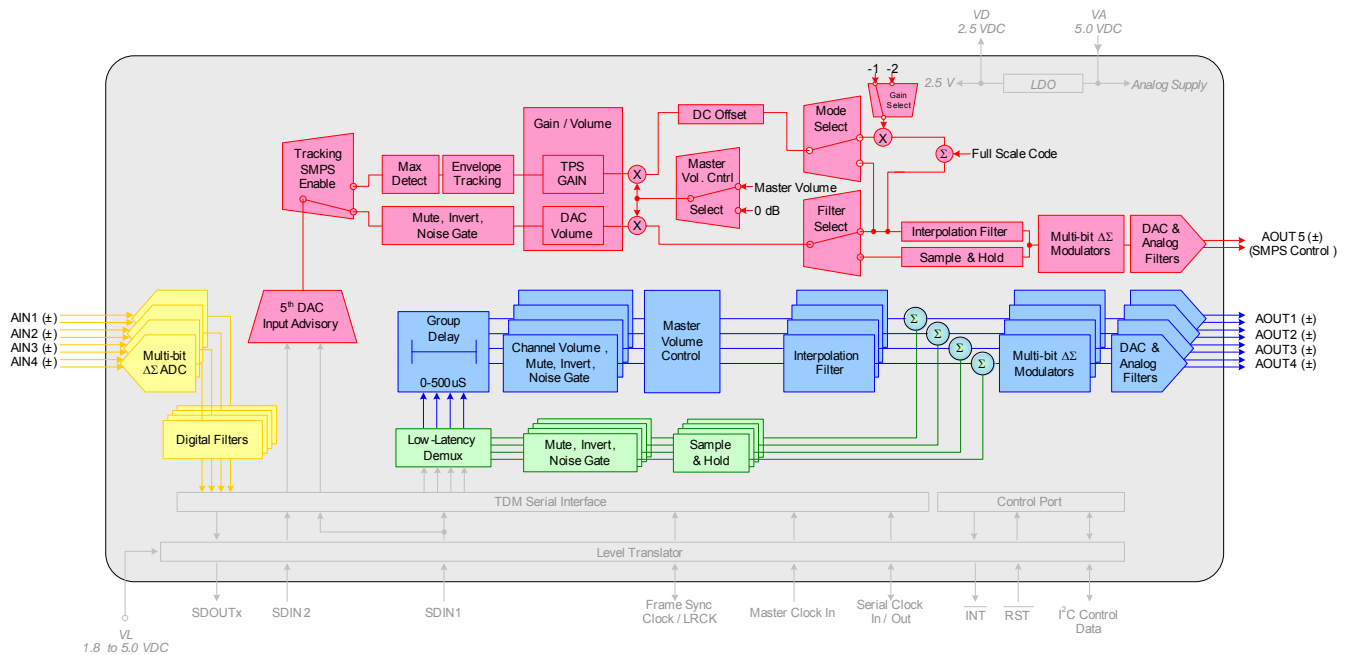 VD
2.5 VDC
VA
5.0 VDC
2.5 V
LDO
Analog Supply
-1
-2
Gain
Select
Mode
Select
X
Σ
Full Scale Code
DC Offset
Gain / Volume
Tracking
SMPS
Enable
Max
Detect
Envelope
Tracking
TPS
GAIN
X
Master
Vol. Cntrl
Select
Master Volume
0 dB
Mute, Invert,
Noise Gate
DAC
Volume
X
Filter
Select
Interpolation Filter
Sample & Hold
Multi-bit ΔΣ
Modulators
DAC &
Analog
Filters
AOUT5 (±)
(SMPS Control )
5th DAC
Input Advisory
AIN1 (±)
AIN2 (±)
AIN3 (±)
AIN4 (±)
Multi-bit
ΔΣ ADC
Digital Filters
Group
Delay
0-500uS
Channel Volume ,
Mute, Invert,
Noise Gate
Master
Volume
Control
Interpolation
Filter
Σ
Σ
Σ
Σ
Multi-bit ΔΣ
Modulators
DAC &
Analog
Filters
AOUT1 (±)
AOUT2 (±)
AOUT3 (±)
AOUT4 (±)
Low-Latency
Demux
Mute, Invert,
Noise Gate
Sample
& Hold
TDM Serial Interface
Control Port
Level Translator
VL
1.8 to 5.0 VDC
SDOUTx
SDIN2
SDIN1
Frame Sync
Clock / LRCK
Master Clock In
Serial Clock
In / Out
INT
RST
I²C Control
Data